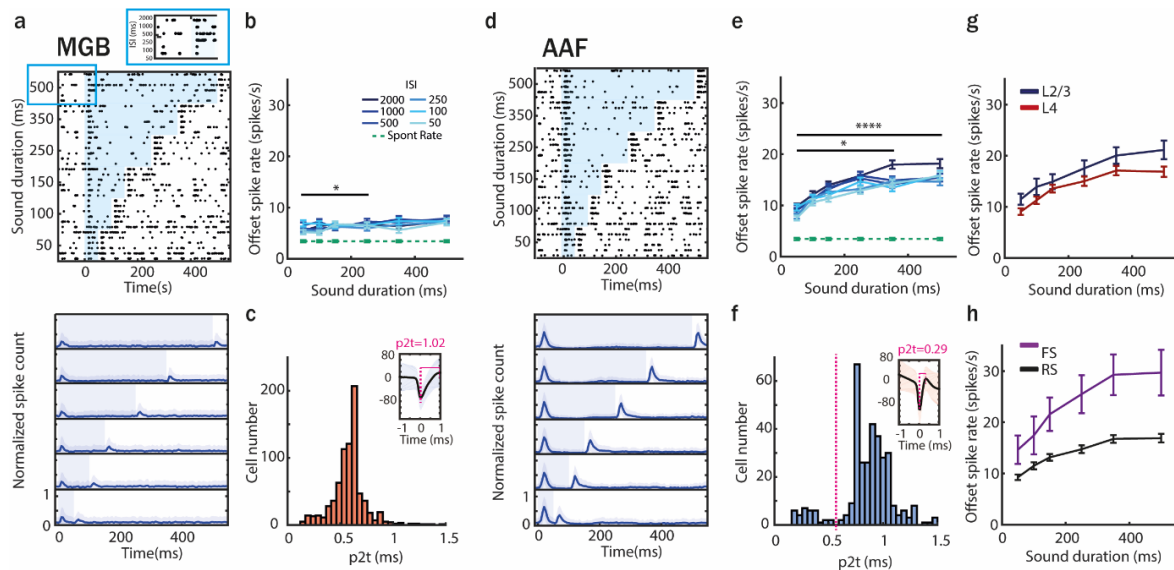 a
MGB
ISI (ms)
2000
1000
500
250
100
50
Sound duration (ms)
500
350
250
150
100
50
0
200
400
Time(s)
Normalized spike count
1
0
0
200
400
Time(ms)
b
Offset spike rate (spikes/s)
30
20
10
0
ISI
2000
250
1000
100
500
50
Spont Rate
*
0
200
400
Sound duration (ms)
c
Cell number
200
100
0
p2t=1.02
80
0
-80
-1
0
1
Time (ms)
0
0.5
1
1.5
p2t (ms)
d
AAF
Sound duration (ms)
500
350
250
150
100
50
0
200
400
Time(ms)
Normalized spike count
1
0
0
200
400
Time(ms)
e
Offset spike rate (spikes/s)
30
20
10
0
****
*
0
200
400
Sound duration (ms)
f
Cell number
60
40
20
0
p2t=0.29
80
0
-80
-1
0
1
Time (ms)
0
0.5
1
1.5
p2t (ms)
g
Offset spike rate (spikes/s)
30
20
10
0
L2/3
L4
0
200
400
h
Offset spike rate (spikes/s)
30
20
10
0
FS
RS
0
200
400
Sound duration (ms)